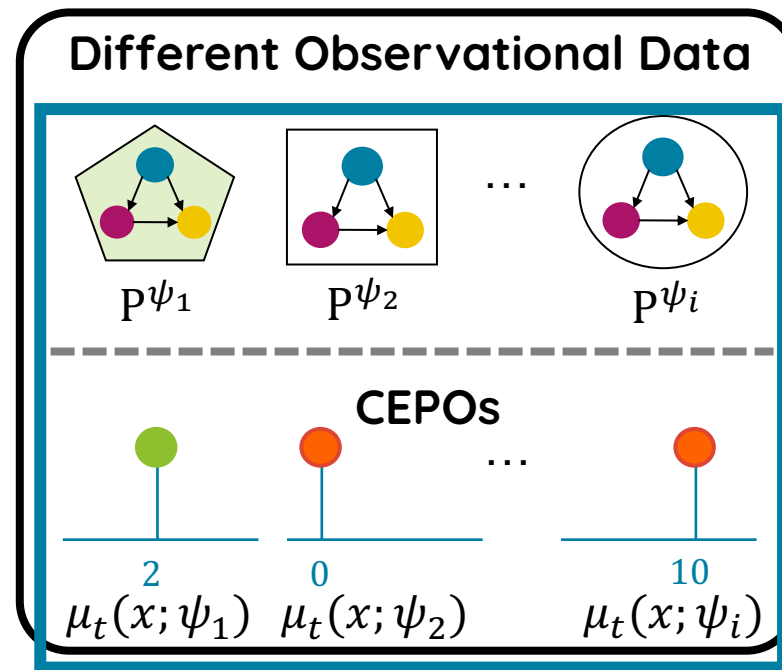 Different Observational Data
...
P^ψ₁ P^ψ₂ P^ψᵢ
CEPOs
...
2 0 10
μₜ(x; ψ₁) μₜ(x; ψ₂) μₜ(x; ψᵢ)